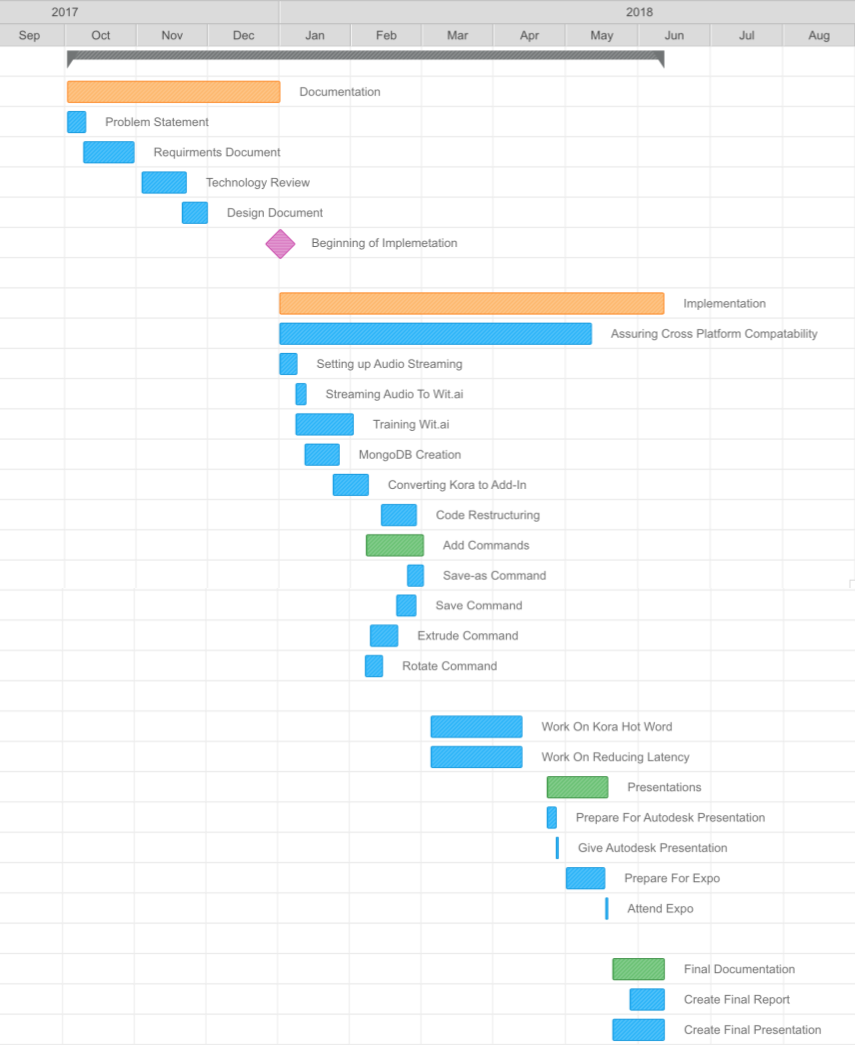 2017 2018
Sep Oct Nov Dec Jan Feb Mar Apr May Jun Jul Aug
Documentation
Problem Statement
Requirments Document
Technology Review
Design Document
Beginning of Implemetation
Implementation
Assuring Cross Platform Compatability
Setting up Audio Streaming
Streaming Audio To Wit.ai
Training Wit.ai
MongoDB Creation
Converting Kora to Add-In
Code Restructuring
Add Commands
Save-as Command
Save Command
Extrude Command
Rotate Command
Work On Kora Hot Word
Work On Reducing Latency
Presentations
Prepare For Autodesk Presentation
Give Autodesk Presentation
Prepare For Expo
Attend Expo
Final Documentation
Create Final Report
Create Final Presentation